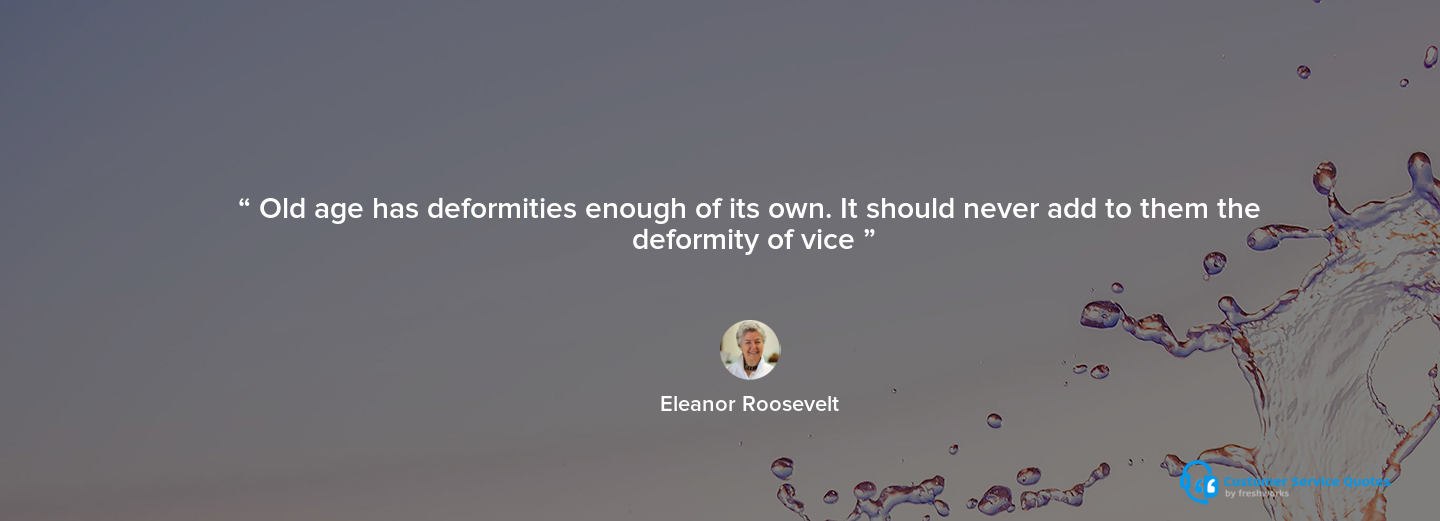 “ Old age has deformities enough of its own. It should never add to them the
deformity of vice ”
Eleanor Roosevelt
Customer Service Quotes
by freshworks